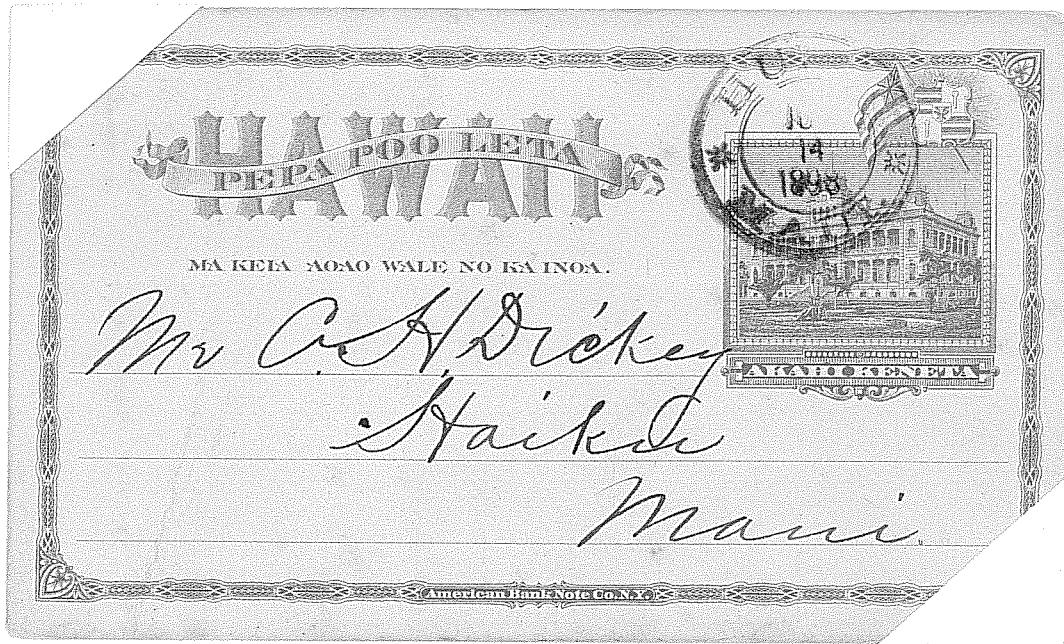 HAWAII
PEPA POO LETA
MA KEIA AOAO WALE NO KA INOA.
14
MAUI
AKAHI KENETA
Mr C. H. Dickey
Haiku
Maui.
American Bank Note Co. N.Y.